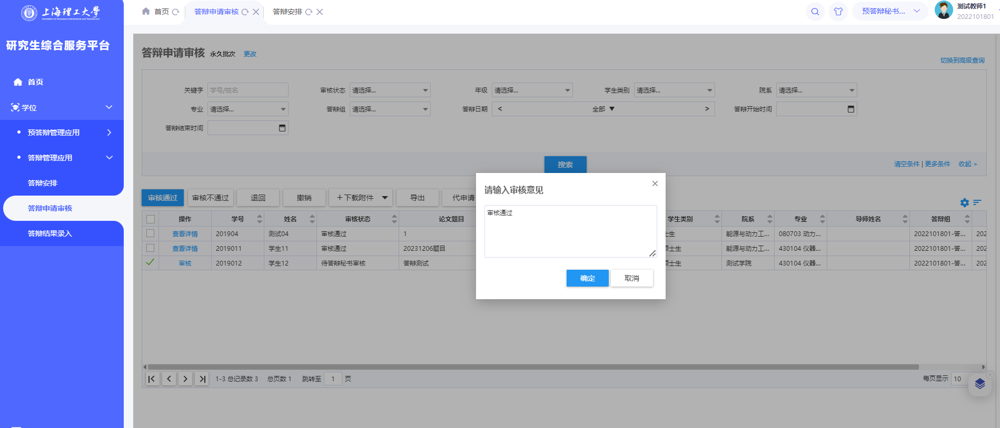 上海理工大學
UNIVERSITY OF SHANGHAI FOR SCIENCE AND TECHNOLOGY
研究生综合服务平台
首页
学位
预答辩管理应用
答辩管理应用
答辩安排
答辩申请审核
答辩结果录入
首页 答辩申请审核 答辩安排
预答辩秘书... 测试教师1
2022101801
答辩申请审核 永久批次 更改
切换到高级查询
关键字 学号/姓名 审核状态 请选择... 年级 请选择... 学生类别 请选择... 院系 请选择...
专业 请选择... 答辩组 请选择... 答辩日期 < 全部 ▼ > 答辩开始时间
答辩结束时间
搜索
清空条件 | 更多条件 收起 >
审核通过 审核不通过 退回 撤销 +下载附件 导出 代申请
操作 学号 姓名 审核状态 论文题目 学生类别 院系 专业 导师姓名 答辩组
查看详情 201904 测试04 审核通过 1 士生 能源与动力工... 080703 动力... 2022101801-答... 202
查看详情 2019011 学生11 审核通过 20231206题目 士生 能源与动力工... 430104 仪器... 2022101801-答... 202
审核 2019012 学生12 待答辩秘书审核 答辩测试 士生 测试学院 430104 仪器... 2022101801-答... 202
请输入审核意见
审核通过
确定 取消
1-3 总记录数 3 总页数 1 跳转至 1 页
每页显示 10